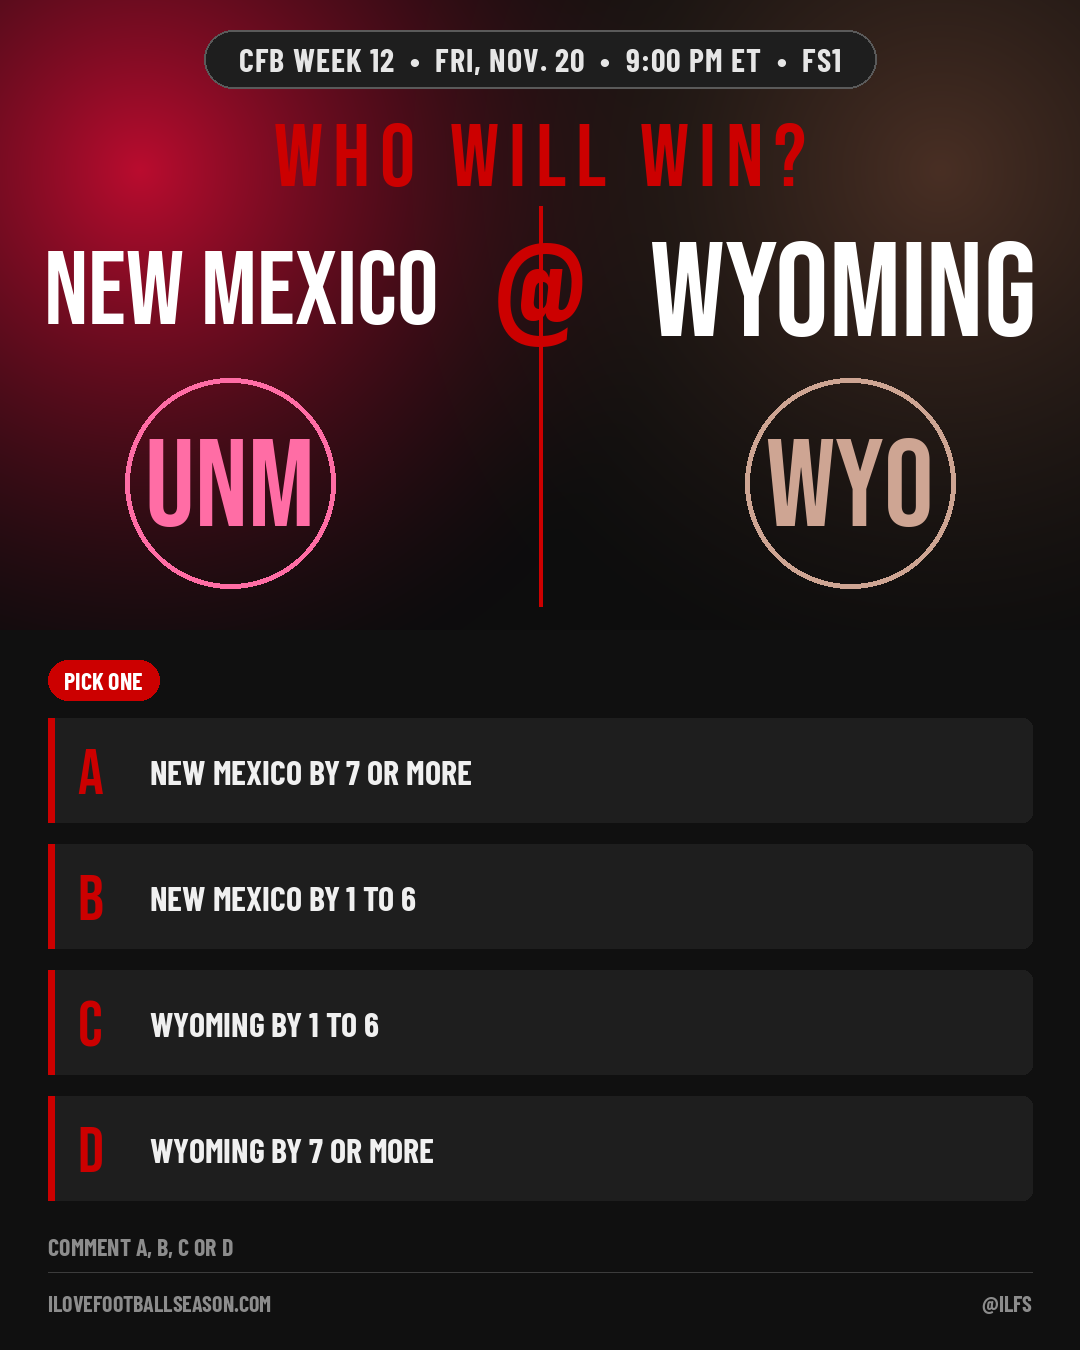 CFB WEEK 12 • FRI, NOV. 20 • 9:00 PM ET • FS1
WHO WILL WIN?
NEW MEXICO @ WYOMING
UNM WYO
PICK ONE
A NEW MEXICO BY 7 OR MORE
B NEW MEXICO BY 1 TO 6
C WYOMING BY 1 TO 6
D WYOMING BY 7 OR MORE
COMMENT A, B, C OR D
ILOVEFOOTBALLSEASON.COM @ILFS